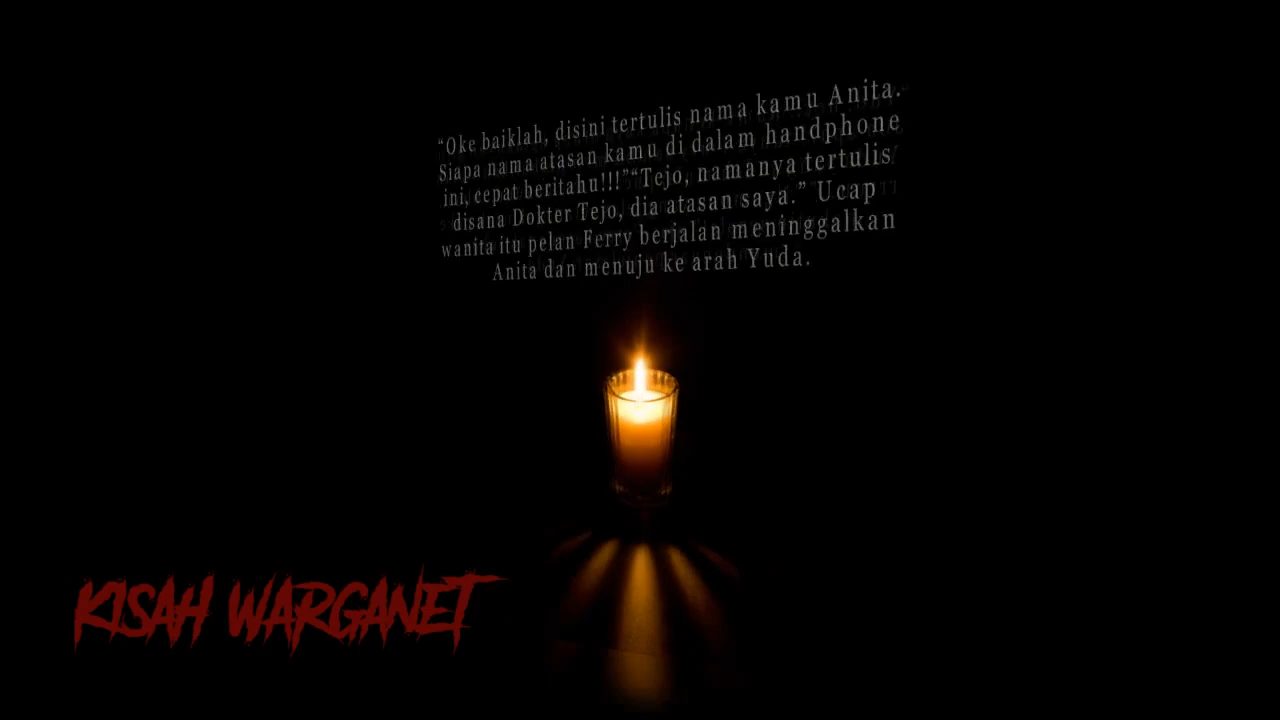 “Oke baiklah, disini tertulis nama kamu Anita.
Siapa nama atasan kamu di dalam handphone
ini, cepat beritahu!!!”“Tejo, namanya tertulis
disana Dokter Tejo, dia atasan saya.” Ucap
wanita itu pelan Ferry berjalan meninggalkan
Anita dan menuju ke arah Yuda.
KISAH WARGANET